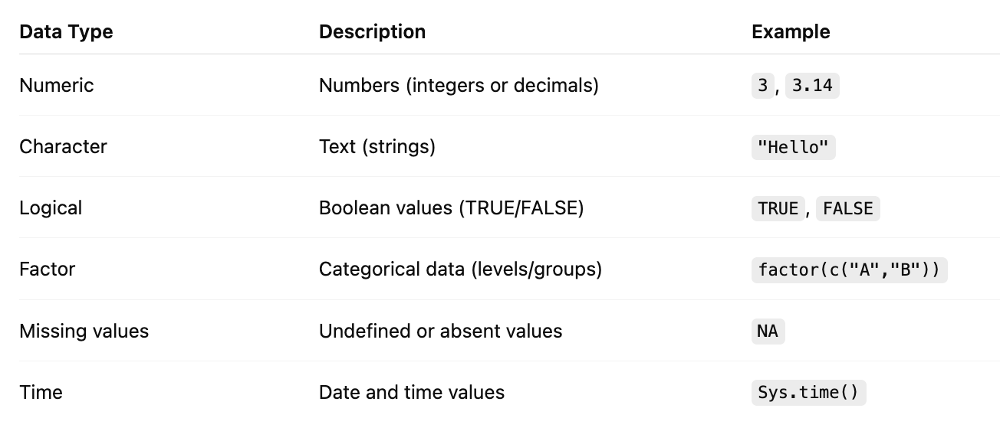 Data Type Description Example
Numeric Numbers (integers or decimals) 3, 3.14
Character Text (strings) "Hello"
Logical Boolean values (TRUE/FALSE) TRUE, FALSE
Factor Categorical data (levels/groups) factor(c("A","B"))
Missing values Undefined or absent values NA
Time Date and time values Sys.time()